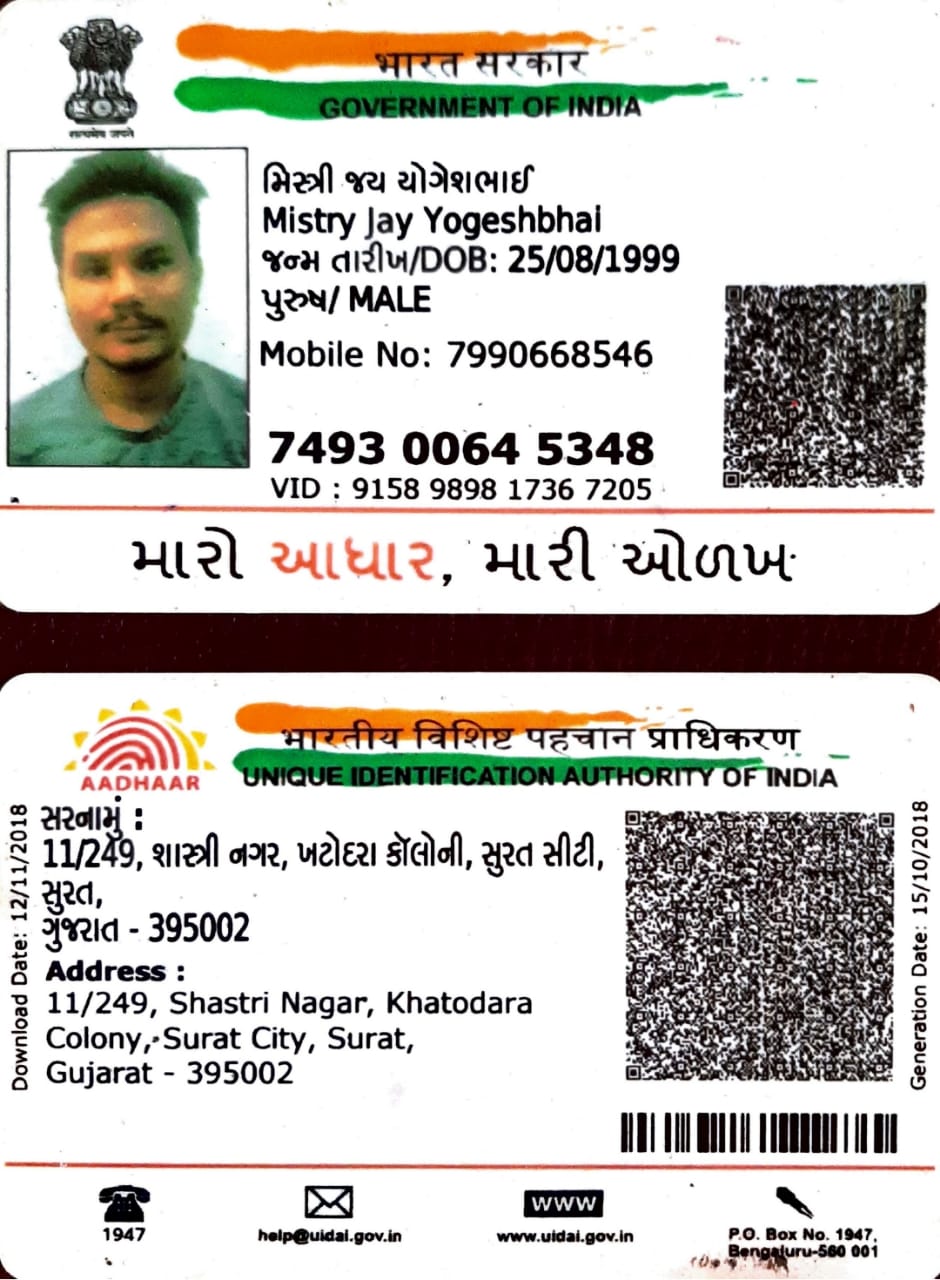 भारत सरकार
GOVERNMENT OF INDIA
सत्यमेव जयते
મિસ્ત્રી જય યોગેશભાઈ
Mistry Jay Yogeshbhai
જન્મ તારીખ/DOB: 25/08/1999
પુરુષ/ MALE
Mobile No: 7990668546
7493 0064 5348
VID : 9158 9898 1736 7205
મારો આધાર, મારી ઓળખ
भारतीय विशिष्ट पहचान प्राधिकरण
AADHAAR
UNIQUE IDENTIFICATION AUTHORITY OF INDIA
Download Date: 12/11/2018
સરનામું :
11/249, શાસ્ત્રી નગર, ખટોદરા કૉલોની, સુરત સીટી,
સુરત,
ગુજરાત - 395002
Address :
11/249, Shastri Nagar, Khatodara
Colony, Surat City, Surat,
Gujarat - 395002
Generation Date: 15/10/2018
1947
help@uidai.gov.in
WWW
www.uidai.gov.in
P.O. Box No. 1947,
Bengaluru-560 001